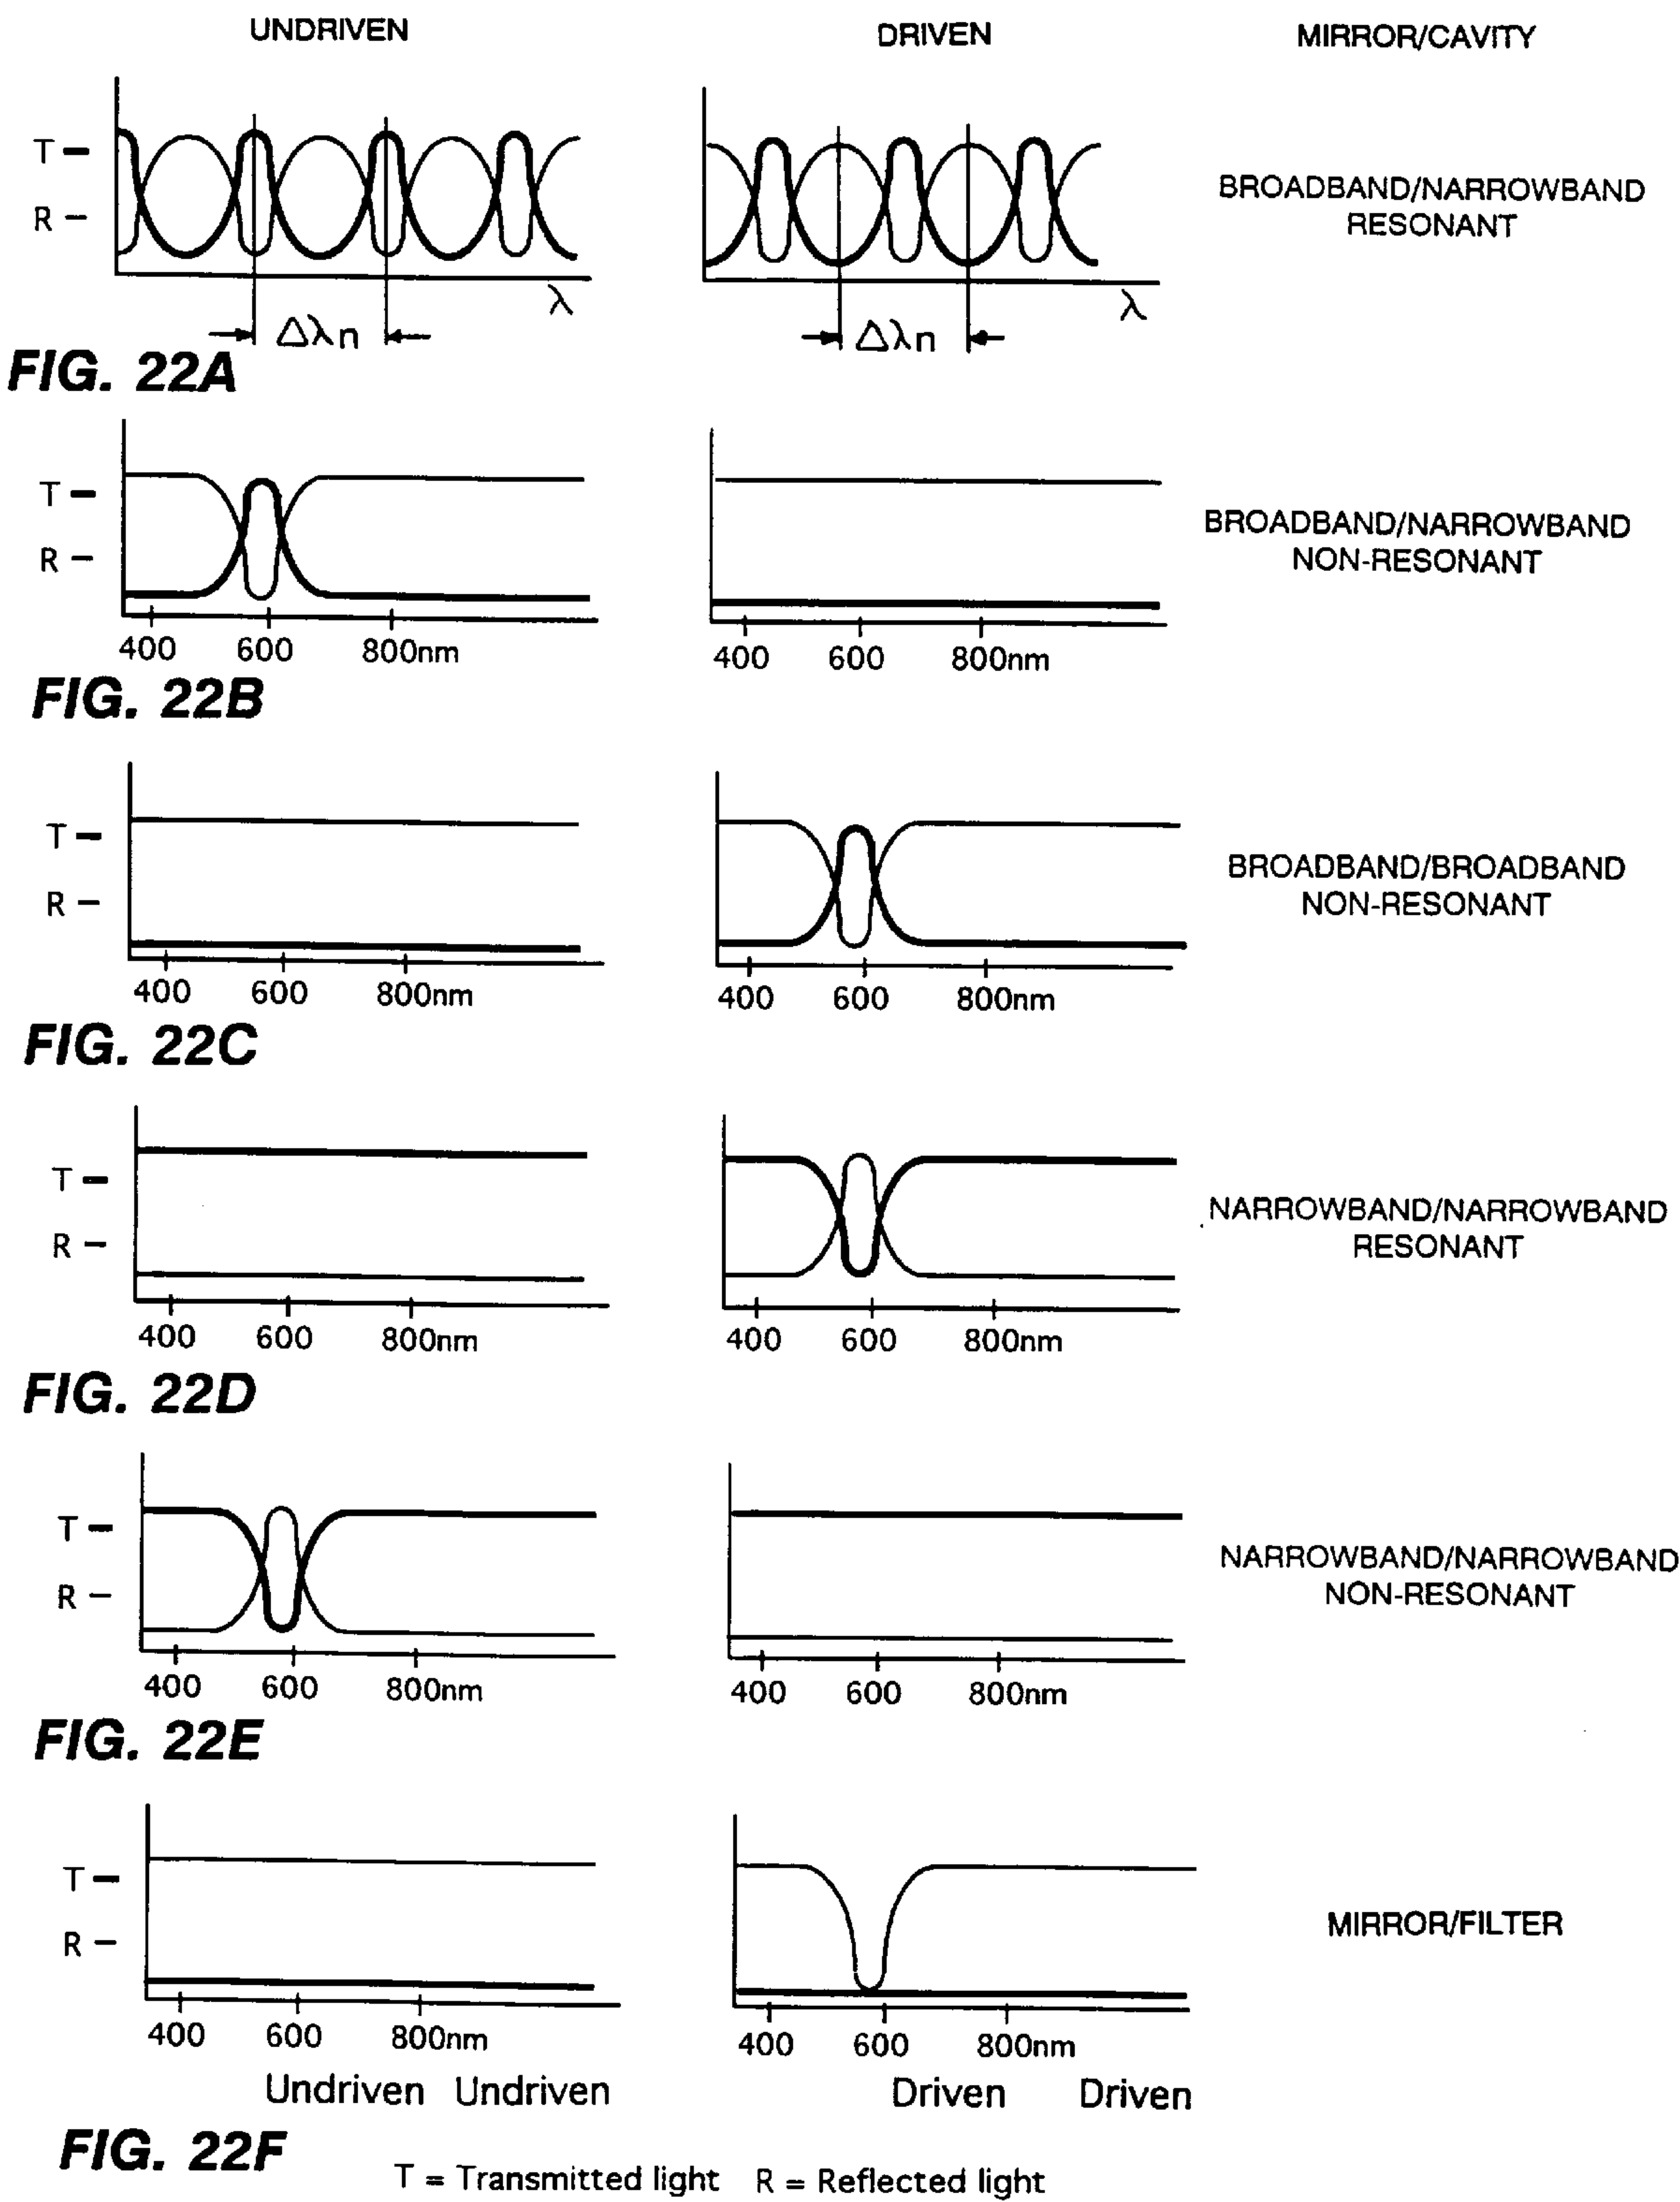 UNDRIVEN DRIVEN MIRROR/CAVITY
T
R
λ
Δλn
λ
Δλn
BROADBAND/NARROWBAND
RESONANT
FIG. 22A
T
R
400 600 800nm
400 600 800nm
BROADBAND/NARROWBAND
NON-RESONANT
FIG. 22B
T
R
400 600 800nm
400 600 800nm
BROADBAND/BROADBAND
NON-RESONANT
FIG. 22C
T
R
400 600 800nm
400 600 800nm
NARROWBAND/NARROWBAND
RESONANT
FIG. 22D
T
R
400 600 800nm
400 600 800nm
NARROWBAND/NARROWBAND
NON-RESONANT
FIG. 22E
T
R
400 600 800nm
400 600 800nm
MIRROR/FILTER
Undriven Undriven Driven Driven
FIG. 22F
T = Transmitted light R = Reflected light